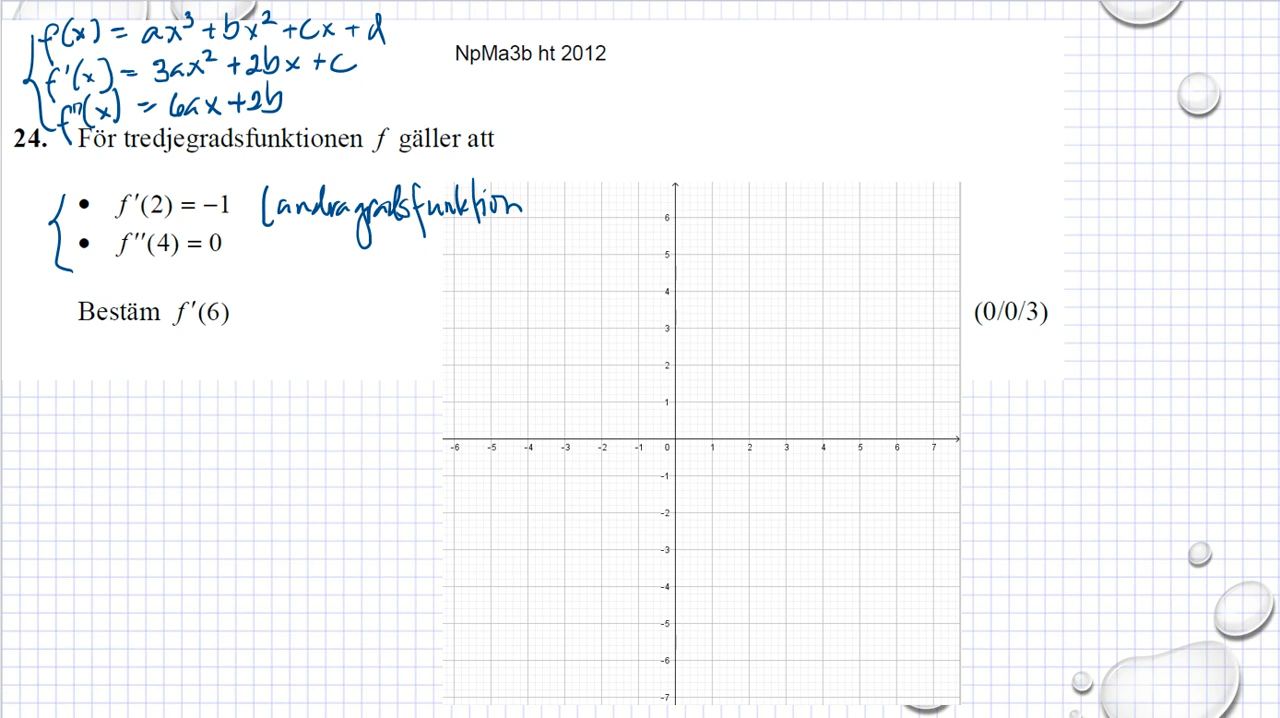 f(x) = ax³ + bx² + cx + d
f'(x) = 3ax² + 2bx + c
f''(x) = 6ax + 2b
NpMa3b ht 2012
24. För tredjegradsfunktionen f gäller att
• f'(2) = −1 (andragradsfunktion
• f''(4) = 0
Bestäm f'(6) (0/0/3)
6
5
4
3
2
1
-6 -5 -4 -3 -2 -1 0 1 2 3 4 5 6 7
-1
-2
-3
-4
-5
-6
-7